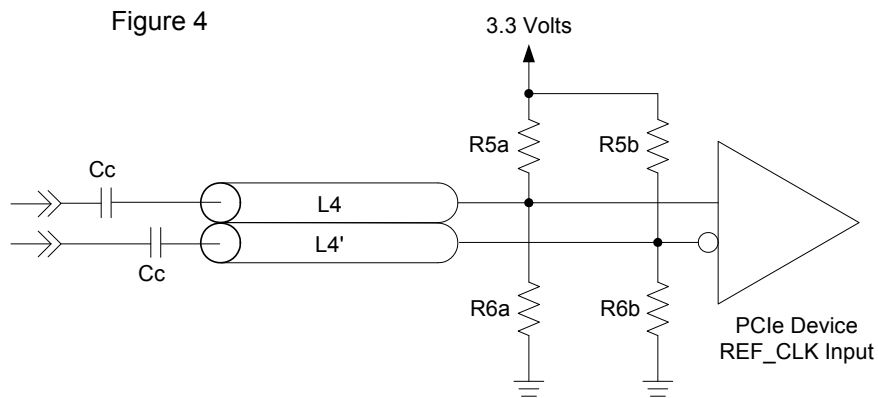 Figure 4
3.3 Volts
R5a
R5b
Cc
L4
L4'
Cc
R6a
R6b
PCIe Device
REF_CLK Input